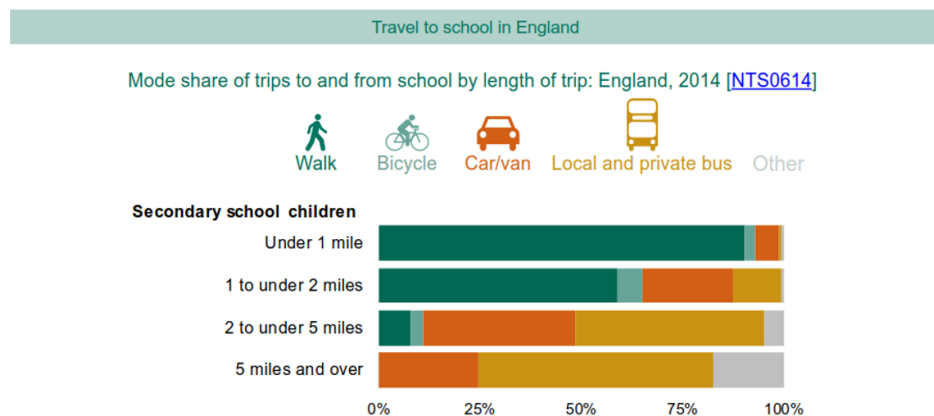 Travel to school in England
Mode share of trips to and from school by length of trip: England, 2014 [NTS0614]
Walk Bicycle Car/van Local and private bus Other
Secondary school children
Under 1 mile
1 to under 2 miles
2 to under 5 miles
5 miles and over
0% 25% 50% 75% 100%